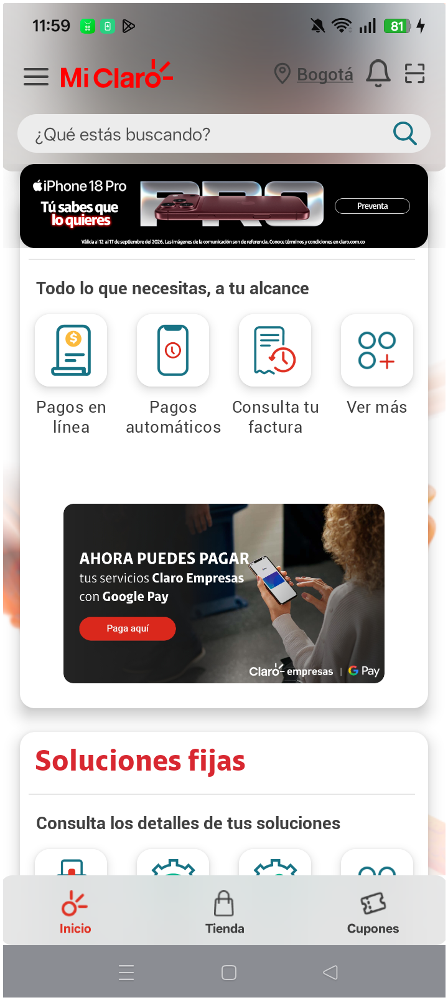 11:59
81
Mi Claro
Bogotá
¿Qué estás buscando?
iPhone 18 Pro
Tú sabes que
lo quieres
PRO
Preventa
Válida al 12 al 17 de septiembre del 2026. Las imágenes de la comunicación son de referencia. Conoce términos y condiciones en claro.com.co
Todo lo que necesitas, a tu alcance
Pagos en
línea
Pagos
automáticos
Consulta tu
factura
Ver más
AHORA PUEDES PAGAR
tus servicios Claro Empresas
con Google Pay
Paga aquí
Claro empresas | G Pay
Soluciones fijas
Consulta los detalles de tus soluciones
Inicio
Tienda
Cupones